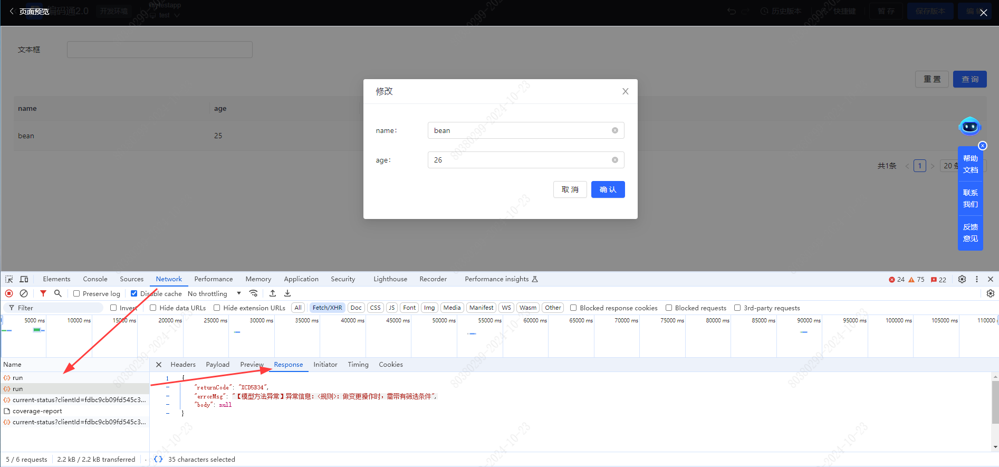 页面预览 编码通2.0 开发环境
mytestapp
test
历史版本 快捷键 暂 存 保存版本 编 辑
文本框
重 置 查 询
name age
bean 25
共1条 1 20 条
修改
name: bean
age: 26
取 消 确 认
帮助
文档
联系
我们
反馈
意见
Elements Console Sources Network Performance Memory Application Security Lighthouse Recorder Performance insights 24 75 22
Preserve log Disable cache No throttling
Filter Invert Hide data URLs Hide extension URLs All Fetch/XHR Doc CSS JS Font Img Media Manifest WS Wasm Other Blocked response cookies Blocked requests 3rd-party requests
5000 ms 10000 ms 15000 ms 20000 ms 25000 ms 30000 ms 35000 ms 40000 ms 45000 ms 50000 ms 55000 ms 60000 ms 65000 ms 70000 ms 75000 ms 80000 ms 85000 ms 90000 ms 95000 ms 100000 ms 105000 ms 110000
Name Headers Payload Preview Response Initiator Timing Cookies
run
run
current-status?clientId=fdbc9cb09fd545c3...
coverage-report
current-status?clientId=fdbc9cb09fd545c3...
1 {
- "returnCode": "XCD5B34",
- "errorMsg": "【模型方法异常】异常信息：<规则>：做变更操作时，需带有筛选条件",
- "body": null
- }
5 / 6 requests 2.2 kB / 2.2 kB transferred {} 35 characters selected
80380299-2024-10-23